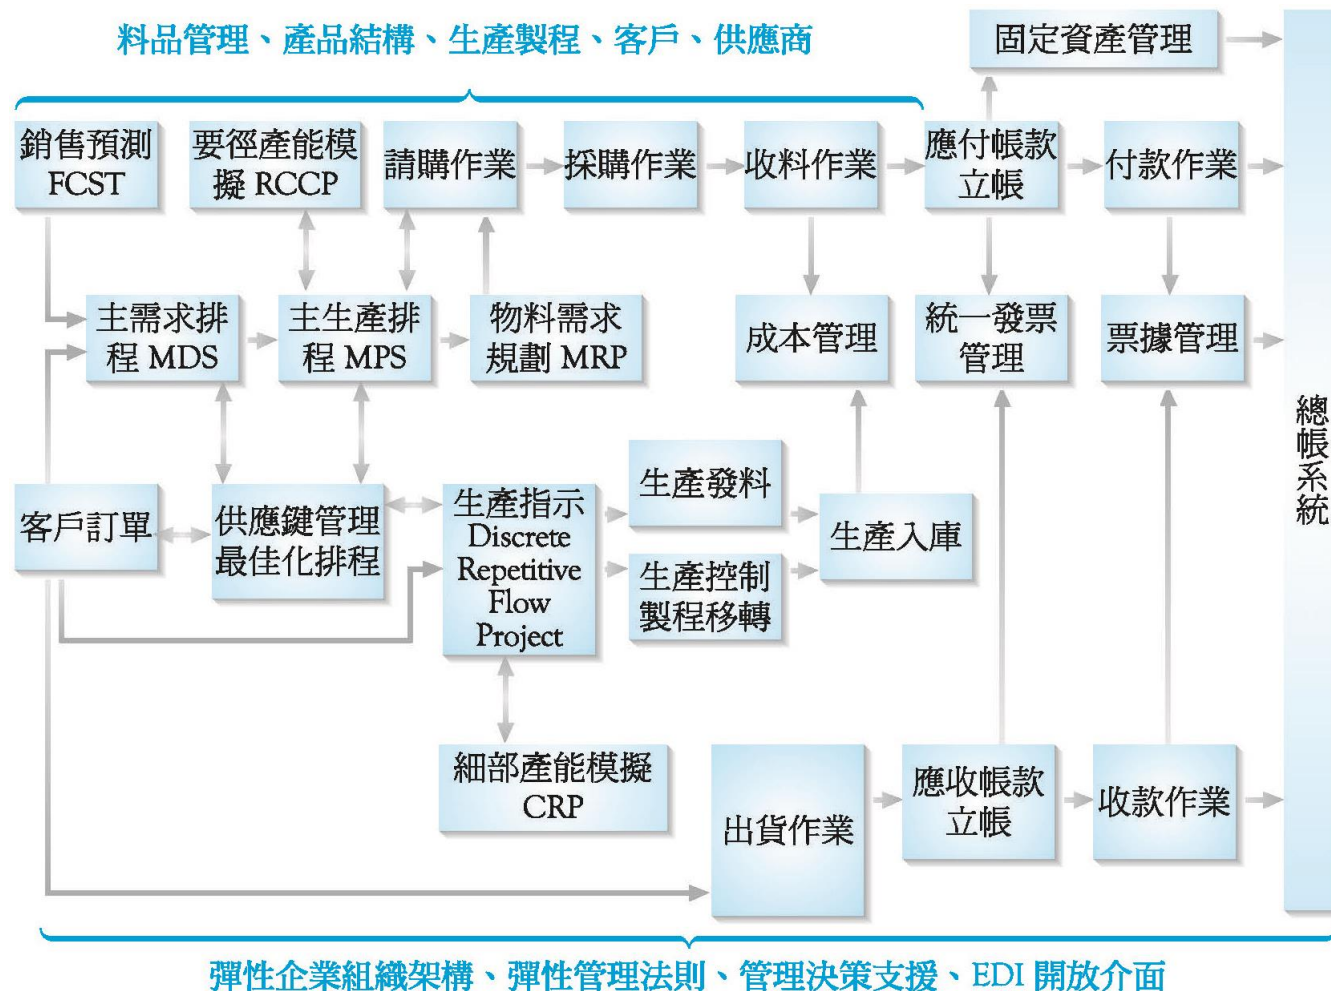 料品管理、產品結構、生產製程、客戶、供應商
固定資產管理
銷售預測
FCST
要徑產能模
擬 RCCP
請購作業
採購作業
收料作業
應付帳款
立帳
付款作業
主需求排
程 MDS
主生產排
程 MPS
物料需求
規劃 MRP
成本管理
統一發票
管理
票據管理
總帳系統
客戶訂單
供應鍵管理
最佳化排程
生產指示
Discrete
Repetitive
Flow
Project
生產發料
生產控制
製程移轉
生產入庫
細部產能模擬
CRP
出貨作業
應收帳款
立帳
收款作業
彈性企業組織架構、彈性管理法則、管理決策支援、EDI 開放介面